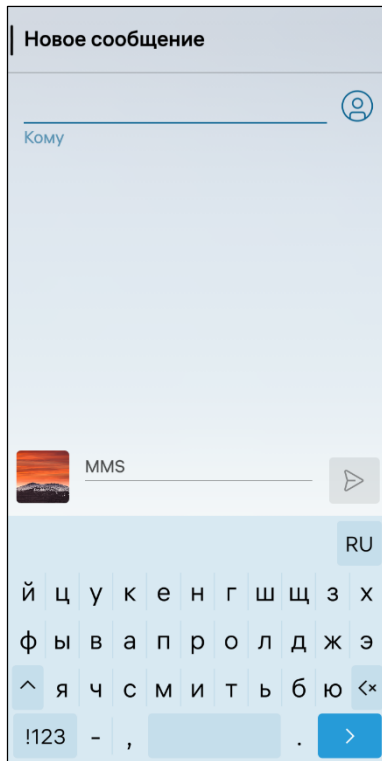 Новое сообщение
Кому
MMS
RU
й ц у к е н г ш щ з х
ф ы в а п р о л д ж э
^ я ч с м и т ь б ю <×
!123 - , . >